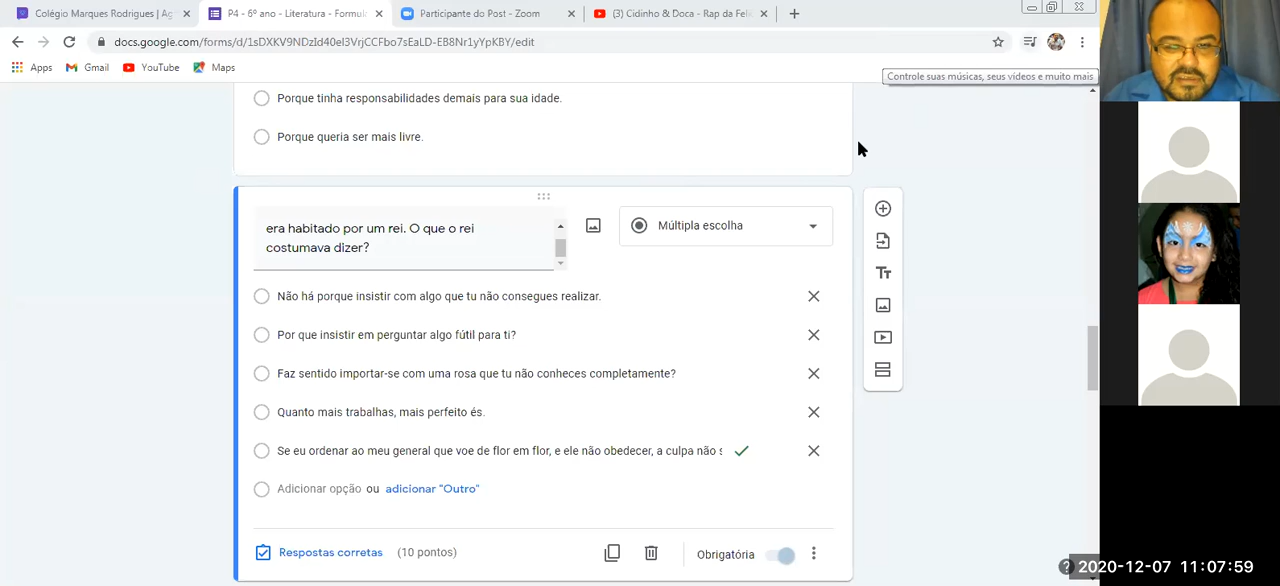 Colégio Marques Rodrigues | Ag
P4 - 6º ano - Literatura - Formul
Participante do Post - Zoom
(3) Cidinho & Doca - Rap da Feli
docs.google.com/forms/d/1sDXKV9NDzId40el3VrjCCFbo7sEaLD-EB8Nr1yYpKBY/edit
Apps
Gmail
YouTube
Maps
Controle suas músicas, seus vídeos e muito mais
Porque tinha responsabilidades demais para sua idade.
Porque queria ser mais livre.
era habitado por um rei. O que o rei
costumava dizer?
Múltipla escolha
Não há porque insistir com algo que tu não consegues realizar.
Por que insistir em perguntar algo fútil para ti?
Faz sentido importar-se com uma rosa que tu não conheces completamente?
Quanto mais trabalhas, mais perfeito és.
Se eu ordenar ao meu general que voe de flor em flor, e ele não obedecer, a culpa não s
Adicionar opção ou adicionar "Outro"
Respostas corretas (10 pontos)
Obrigatória
2020-12-07 11:07:59